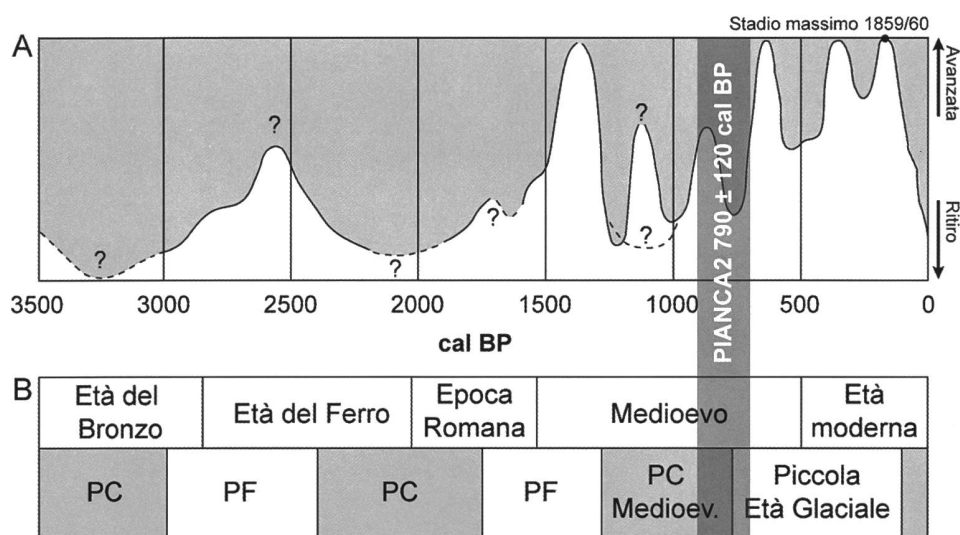 Stadio massimo 1859/60
A
Avanzata
Ritiro
?
?
?
?
?
?
PIANCA2 790 ± 120 cal BP
3500 3000 2500 2000 1500 1000 500 0
cal BP
B
Età del
Bronzo
Età del Ferro
Epoca
Romana
Medioevo
Età
moderna
PC
PF
PC
PF
PC
Medioev.
Piccola
Età Glaciale